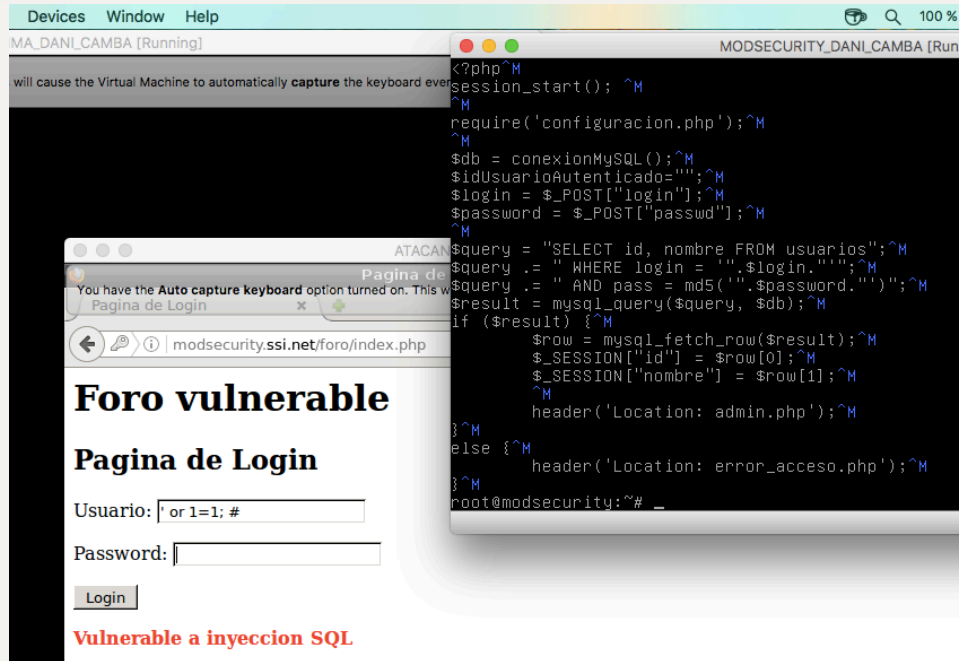 Devices Window Help 100 %
MA_DANI_CAMBA [Running]
will cause the Virtual Machine to automatically capture the keyboard
MODSECURITY_DANI_CAMBA
<?php^M
session_start(); ^M
^M
require('configuracion.php');^M
^M
$db = conexionMySQL();^M
$idUsuarioAutenticado="";^M
$login = $_POST["login"];^M
$password = $_POST["passwd"];^M
^M
$query = "SELECT id, nombre FROM usuarios";^M
$query .= " WHERE login = '".$login."'";^M
$query .= " AND pass = md5('".$password."')";^M
$result = mysql_query($query, $db);^M
if ($result) {^M
$row = mysql_fetch_row($result);^M
$_SESSION["id"] = $row[0];^M
$_SESSION["nombre"] = $row[1];^M
^M
header('Location: admin.php');^M
}^M
else {^M
header('Location: error_acceso.php');^M
}^M
root@modsecurity:~# _
ATACAN
Pagina de
You have the Auto capture keyboard option turned on. This w
Pagina de Login
modsecurity.ssi.net/foro/index.php
Foro vulnerable
Pagina de Login
Usuario: ' or 1=1; #
Password:
Login
Vulnerable a inyeccion SQL